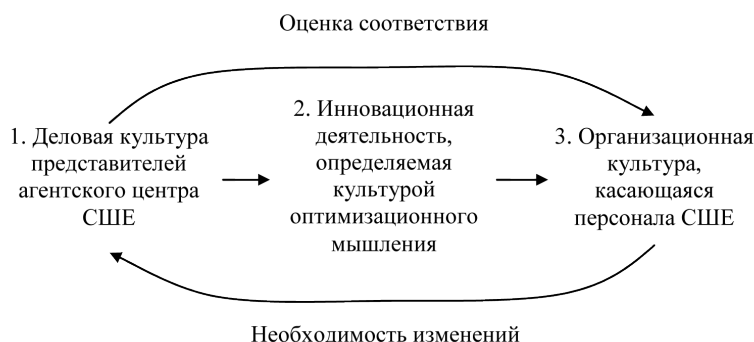 Оценка соответствия
1. Деловая культура
представителей
агентского центра
СШЕ
2. Инновационная
деятельность,
определяемая
культурой
оптимизационного
мышления
3. Организационная
культура,
касающаяся
персонала СШЕ
Необходимость изменений